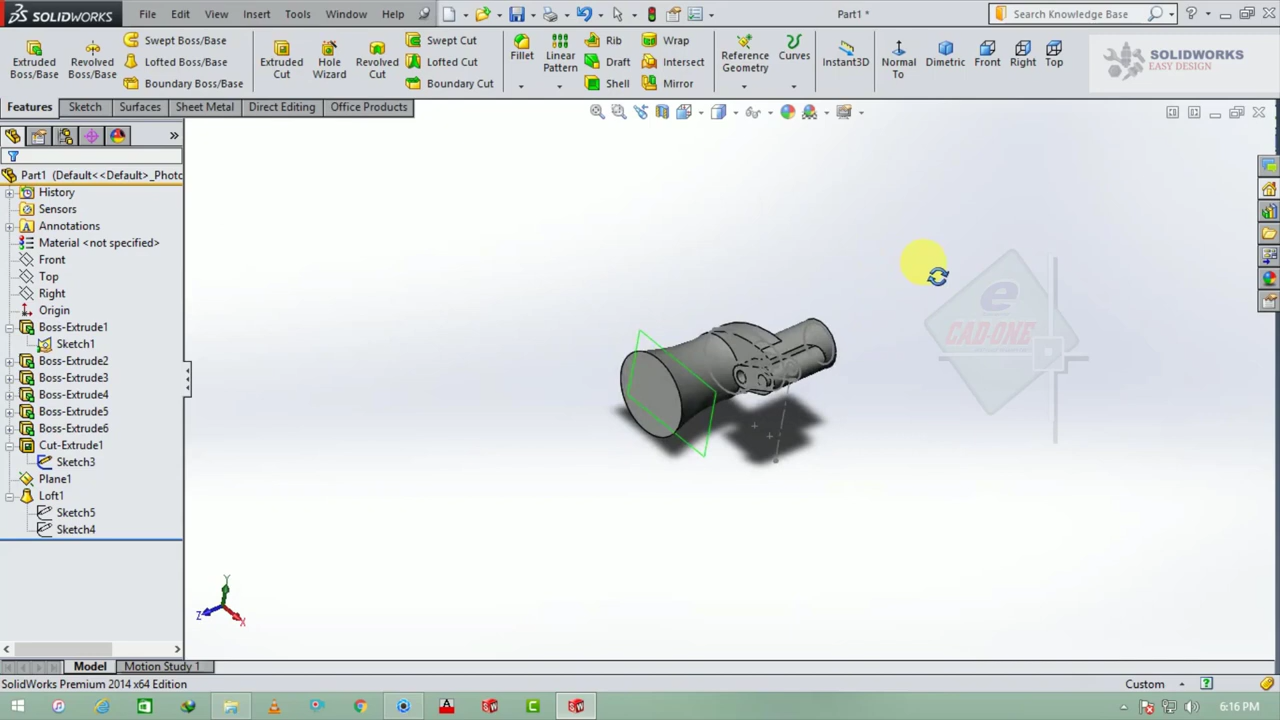 SOLIDWORKS File Edit View Insert Tools Window Help Part1 * Search Knowledge Base
Extruded Boss/Base
Revolved Boss/Base
Swept Boss/Base
Lofted Boss/Base
Boundary Boss/Base
Extruded Cut
Hole Wizard
Revolved Cut
Swept Cut
Lofted Cut
Boundary Cut
Fillet
Linear Pattern
Rib
Draft
Shell
Wrap
Intersect
Mirror
Reference Geometry
Curves
Instant3D
Normal To
Dimetric
Front
Right
Top
SOLIDWORKS
EASY DESIGN
Features Sketch Surfaces Sheet Metal Direct Editing Office Products
Part1 (Default<<Default>_Photo
History
Sensors
Annotations
Material <not specified>
Front
Top
Right
Origin
Boss-Extrude1
Sketch1
Boss-Extrude2
Boss-Extrude3
Boss-Extrude4
Boss-Extrude5
Boss-Extrude6
Cut-Extrude1
Sketch3
Plane1
Loft1
Sketch5
Sketch4
e
CAD-ONE
Y
Z
X
Model Motion Study 1
SolidWorks Premium 2014 x64 Edition Custom
6:16 PM